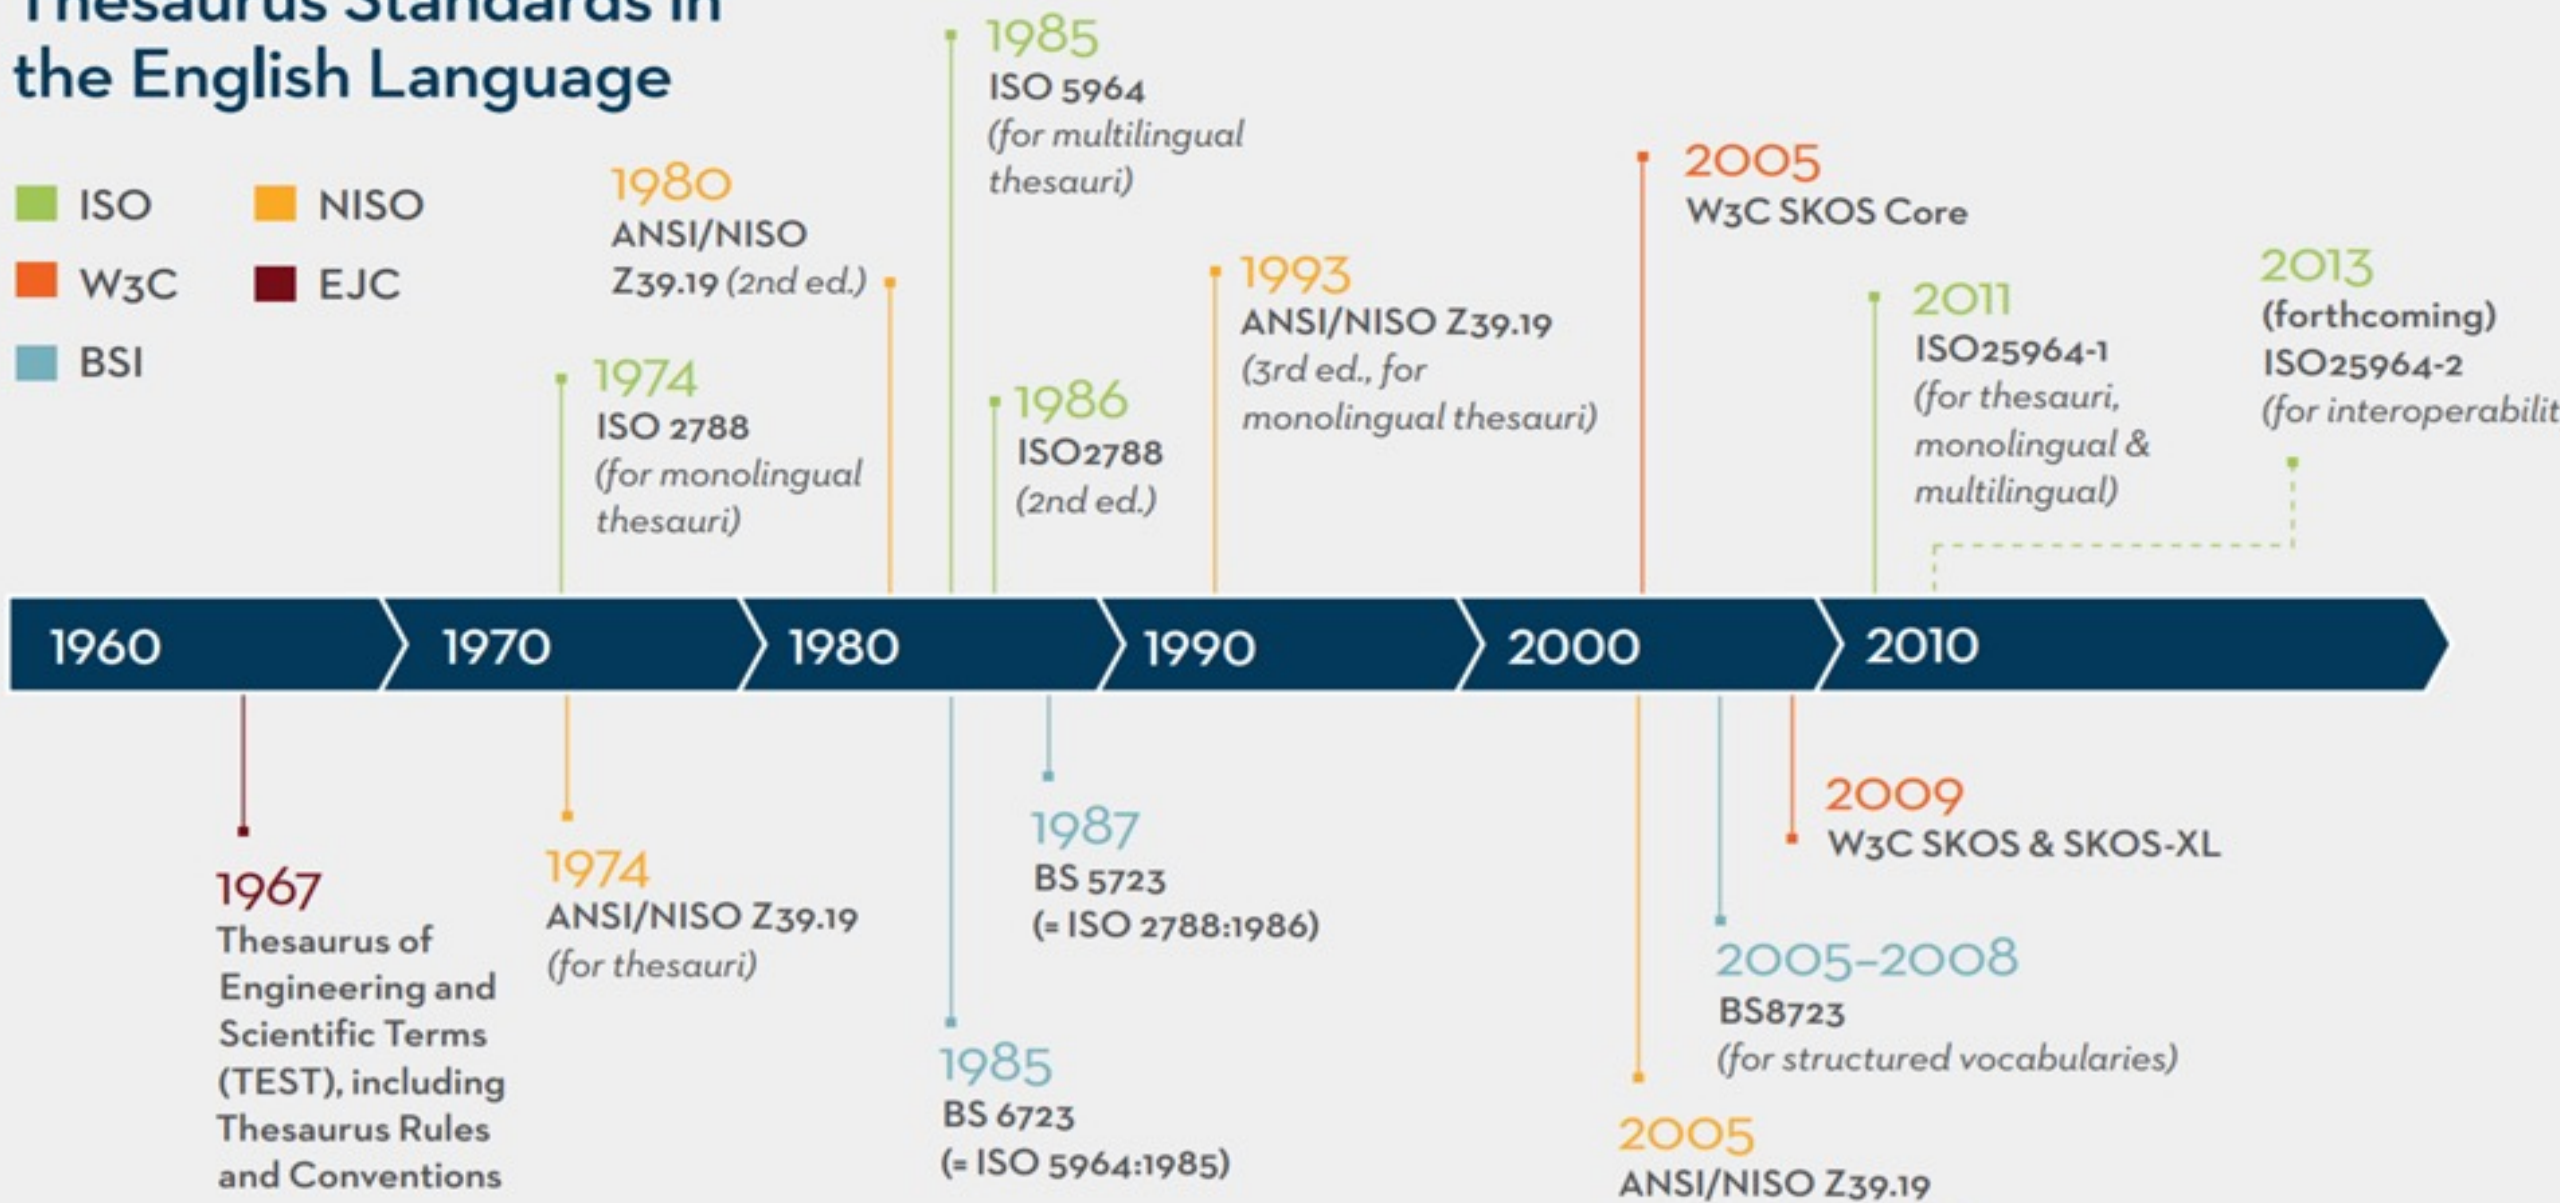 Thesaurus Standards in
the English Language
ISO
NISO
W3C
EJC
BSI
1974
ISO 2788
(for monolingual
thesauri)
1980
ANSI/NISO
Z39.19 (2nd ed.)
1985
ISO 5964
(for multilingual
thesauri)
1986
ISO2788
(2nd ed.)
1993
ANSI/NISO Z39.19
(3rd ed., for
monolingual thesauri)
2005
W3C SKOS Core
2011
ISO25964-1
(for thesauri,
monolingual &
multilingual)
2013
(forthcoming)
ISO25964-2
(for interoperabilit
1960
1970
1980
1990
2000
2010
1967
Thesaurus of
Engineering and
Scientific Terms
(TEST), including
Thesaurus Rules
and Conventions
1974
ANSI/NISO Z39.19
(for thesauri)
1985
BS 6723
(= ISO 5964:1985)
1987
BS 5723
(= ISO 2788:1986)
2005
ANSI/NISO Z39.19
2005–2008
BS8723
(for structured vocabularies)
2009
W3C SKOS & SKOS-XL